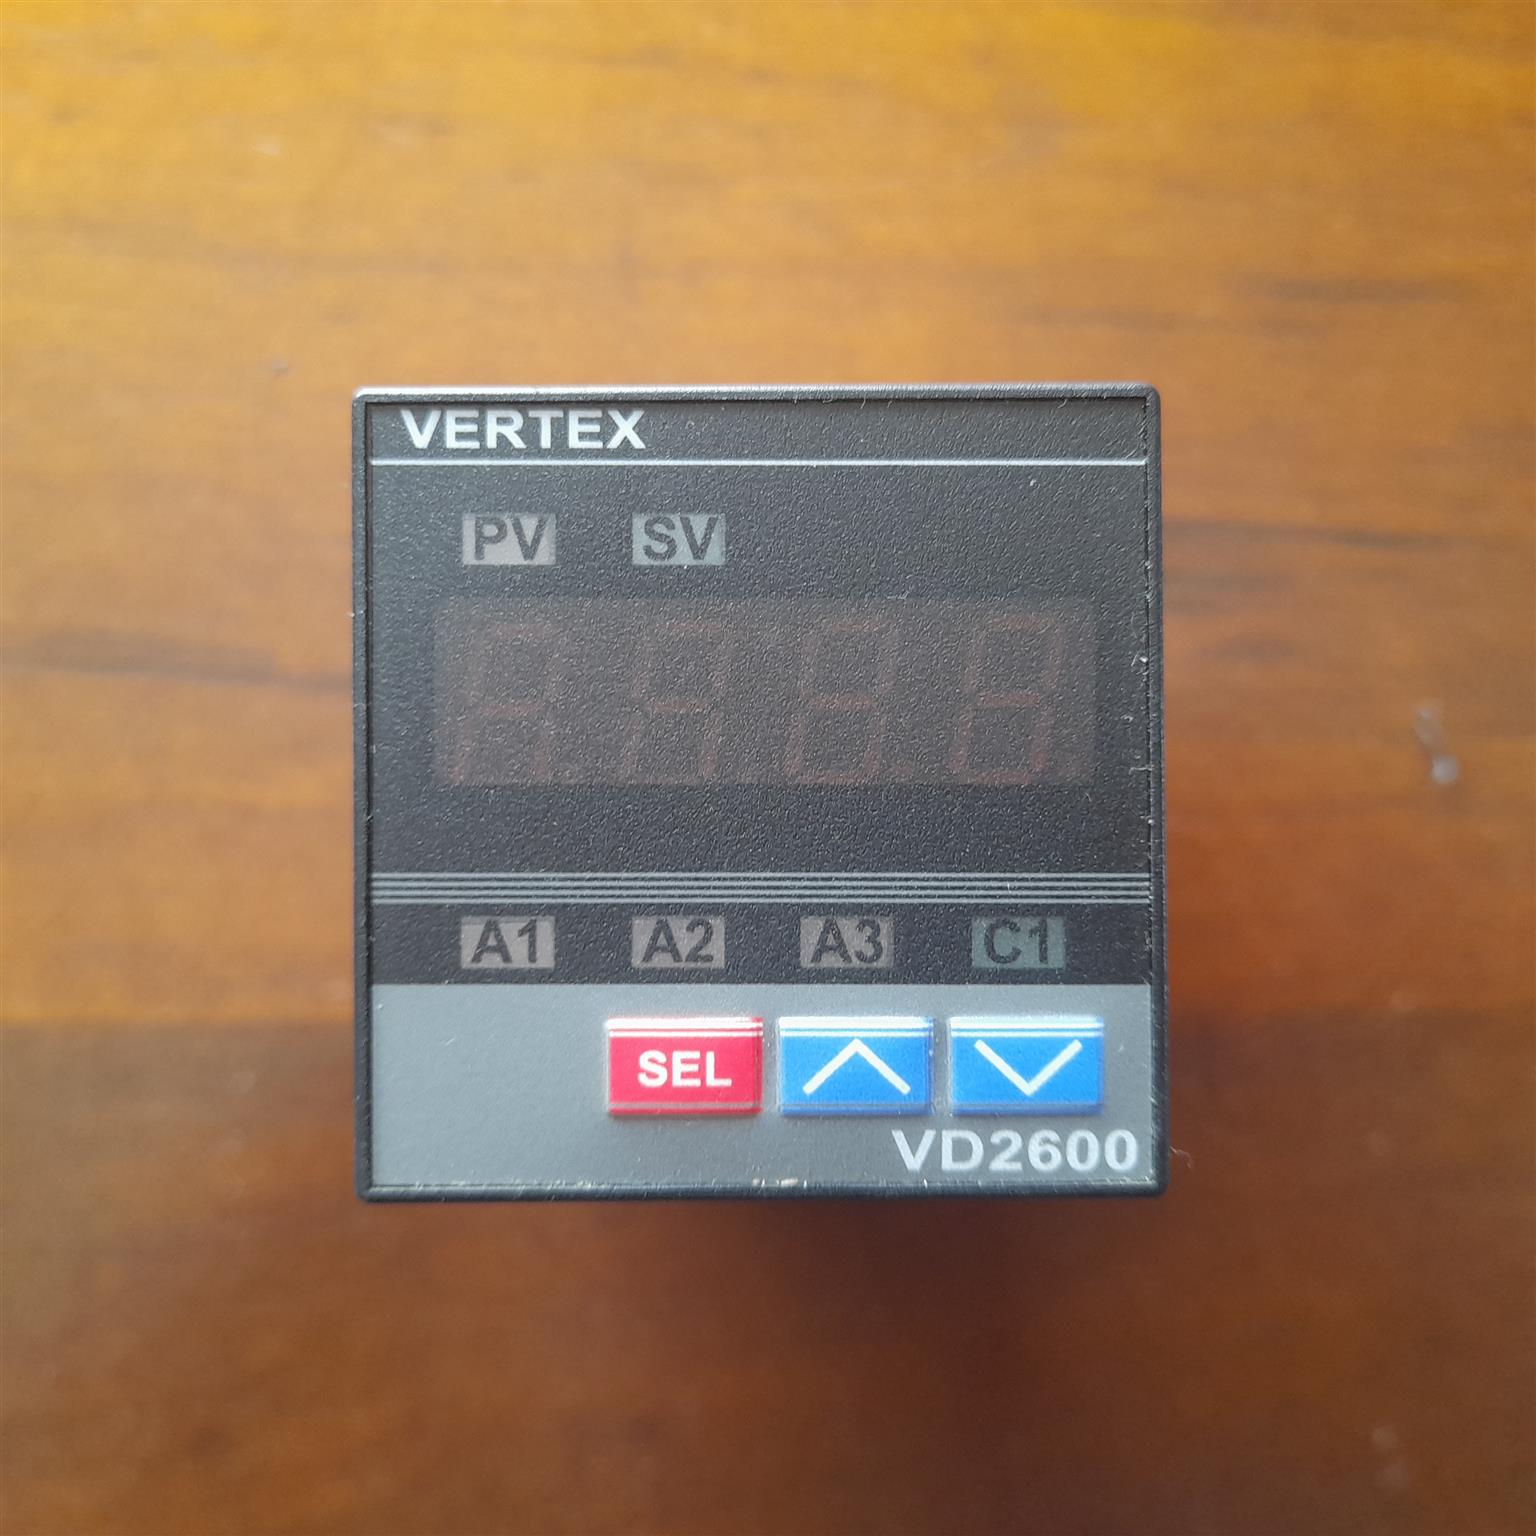 VERTEX
PV SV
A1 A2 A3 C1
SEL
VD2600